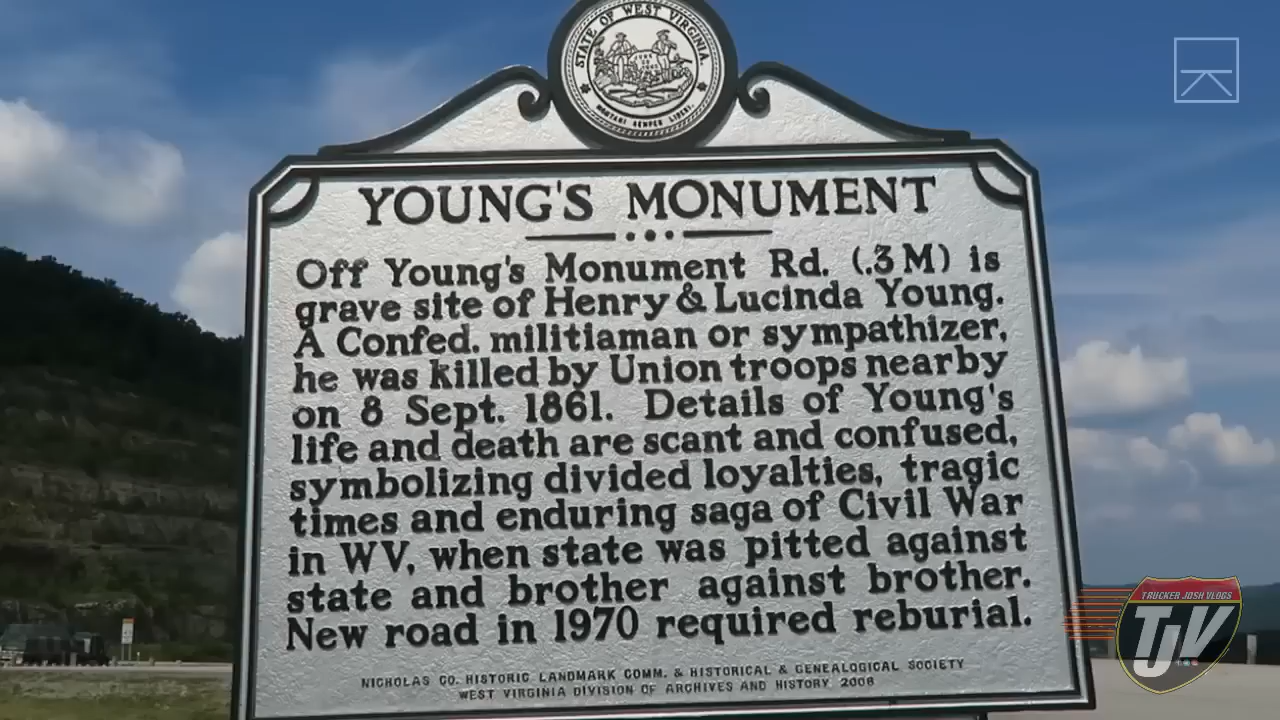 STATE OF WEST VIRGINIA
MONTANI SEMPER LIBERI
YOUNG'S MONUMENT
Off Young's Monument Rd. (.3 M) is
grave site of Henry & Lucinda Young.
A Confed. militiaman or sympathizer,
he was killed by Union troops nearby
on 8 Sept. 1861. Details of Young's
life and death are scant and confused,
symbolizing divided loyalties, tragic
times and enduring saga of Civil War
in WV, when state was pitted against
state and brother against brother.
New road in 1970 required reburial.
NICHOLAS CO. HISTORIC LANDMARK COMM. & HISTORICAL & GENEALOGICAL SOCIETY
WEST VIRGINIA DIVISION OF ARCHIVES AND HISTORY, 2006
TRUCKER JOSH VLOGS
TJV